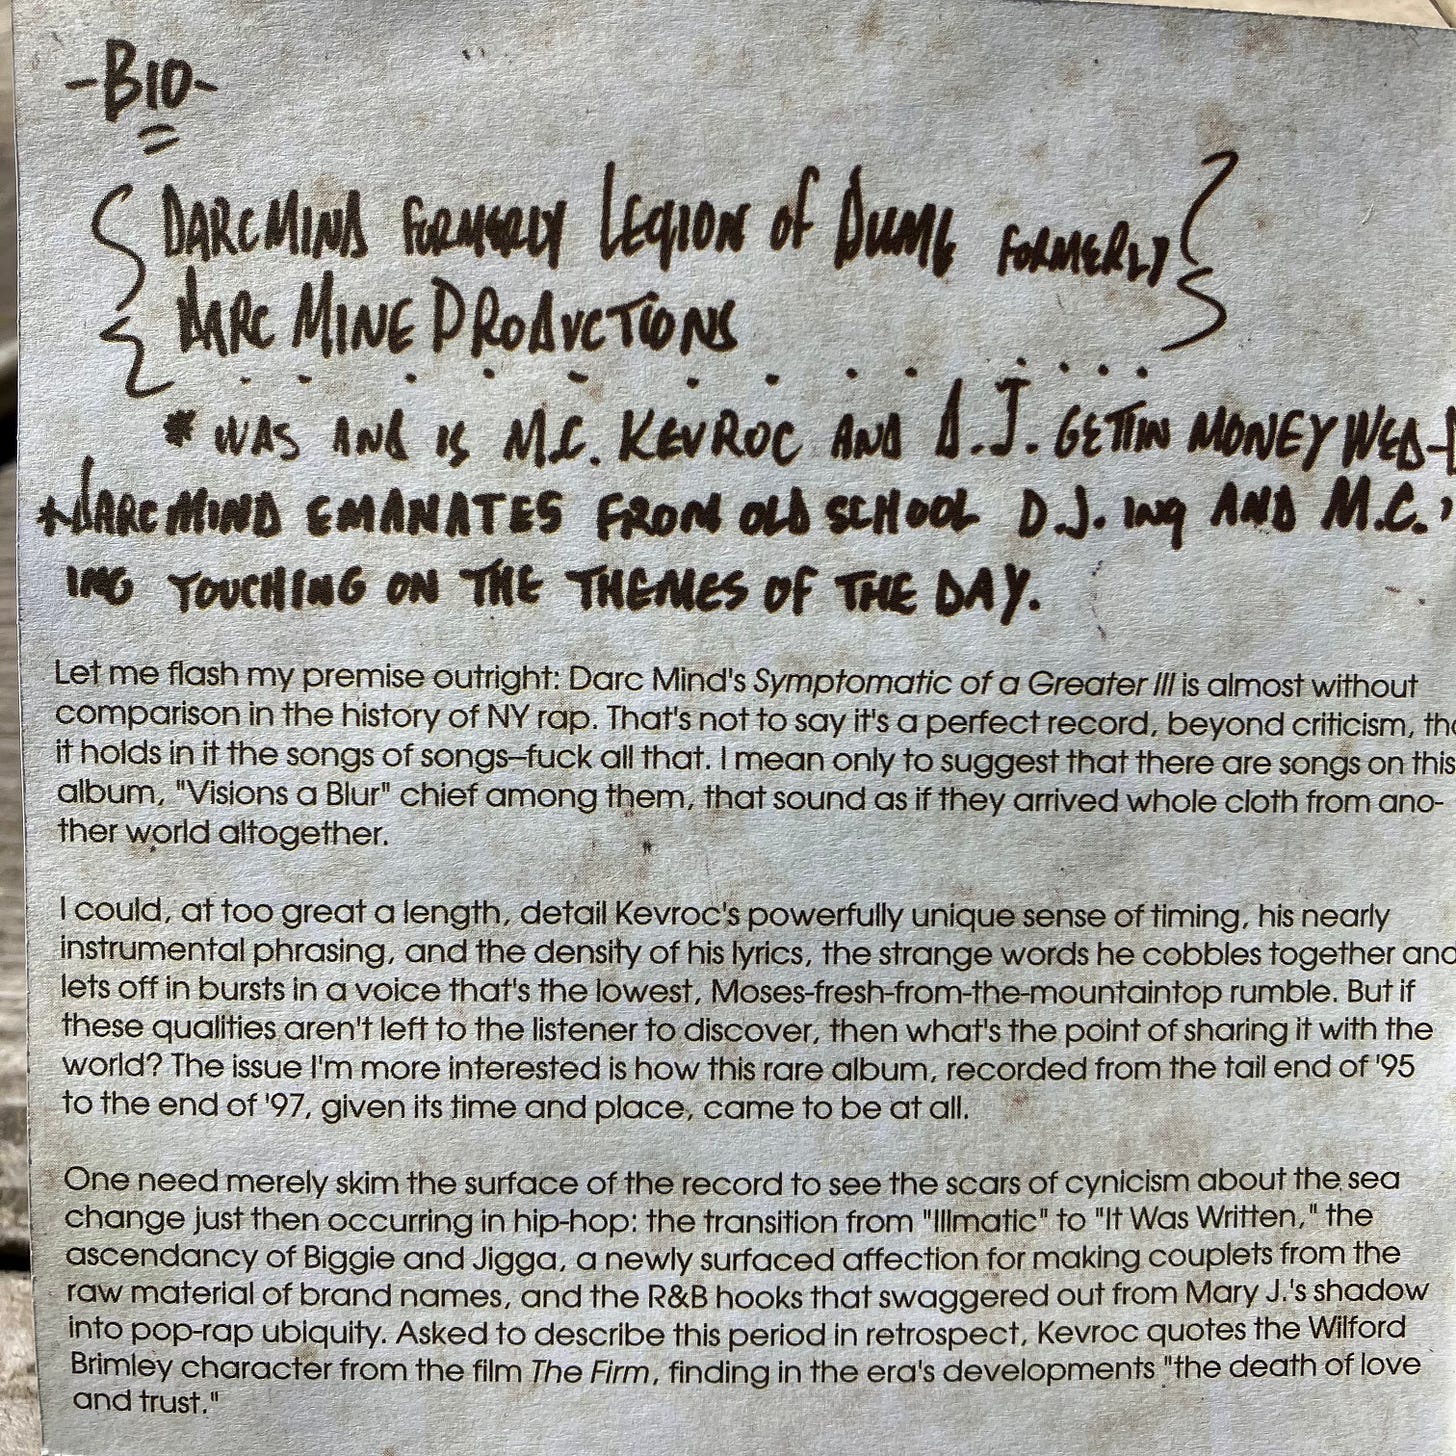 -BIO-
DARC MIND FORMERLY LEGION OF DUMB FORMERLY
DARC MINE PRODUCTIONS
* WAS AND IS M.C. KEVROC AND D.J. GETTIN MONEY WEB-D
* DARC MIND EMANATES FROM OLD SCHOOL D.J. ING AND M.C.'
ING TOUCHING ON THE THEMES OF THE DAY.
Let me flash my premise outright: Darc Mind's Symptomatic of a Greater Ill is almost without
comparison in the history of NY rap. That's not to say it's a perfect record, beyond criticism, tha
it holds in it the songs of songs–fuck all that. I mean only to suggest that there are songs on this
album, "Visions a Blur" chief among them, that sound as if they arrived whole cloth from ano-
ther world altogether.
I could, at too great a length, detail Kevroc's powerfully unique sense of timing, his nearly
instrumental phrasing, and the density of his lyrics, the strange words he cobbles together and
lets off in bursts in a voice that's the lowest, Moses-fresh-from-the-mountaintop rumble. But if
these qualities aren't left to the listener to discover, then what's the point of sharing it with the
world? The issue I'm more interested is how this rare album, recorded from the tail end of '95
to the end of '97, given its time and place, came to be at all.
One need merely skim the surface of the record to see the scars of cynicism about the sea
change just then occurring in hip-hop: the transition from "Illmatic" to "It Was Written," the
ascendancy of Biggie and Jigga, a newly surfaced affection for making couplets from the
raw material of brand names, and the R&B hooks that swaggered out from Mary J.'s shadow
into pop-rap ubiquity. Asked to describe this period in retrospect, Kevroc quotes the Wilford
Brimley character from the film The Firm, finding in the era's developments "the death of love
and trust."